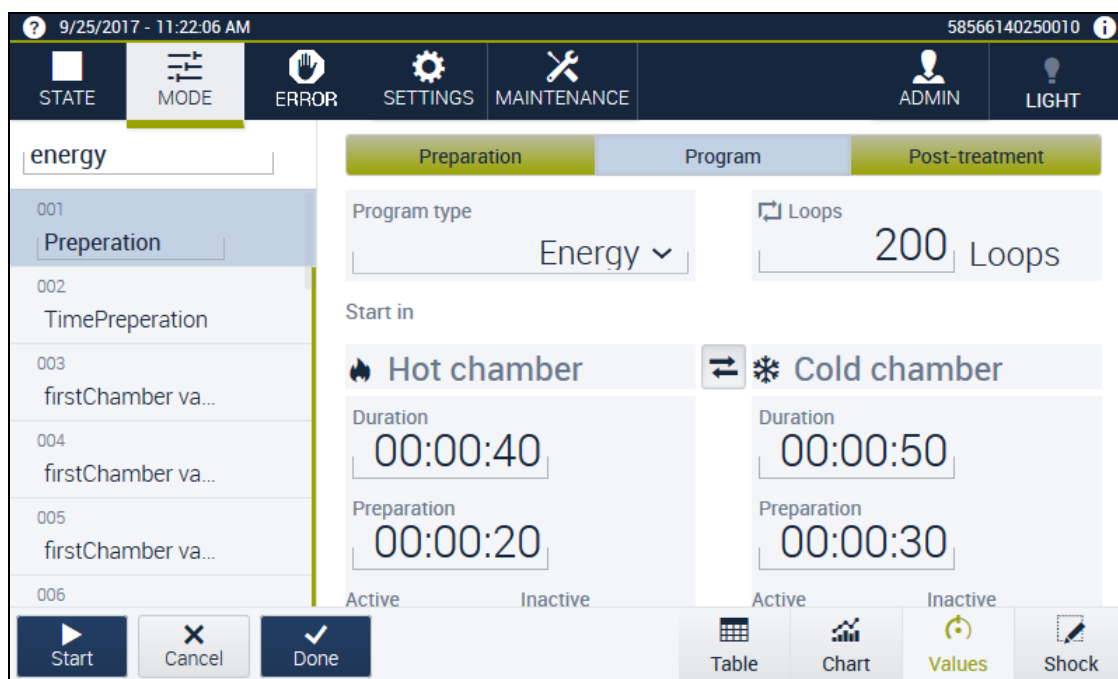 9/25/2017 - 11:22:06 AM 58566140250010
STATE MODE ERROR SETTINGS MAINTENANCE ADMIN LIGHT
energy
Preparation Program Post-treatment
001
Preperation
Program type Loops
Energy 200 Loops
002
TimePreperation
Start in
003
firstChamber va...
Hot chamber Cold chamber
004
firstChamber va...
Duration Duration
00:00:40 00:00:50
005
firstChamber va...
Preparation Preparation
00:00:20 00:00:30
006
Active Inactive Active Inactive
Start Cancel Done Table Chart Values Shock